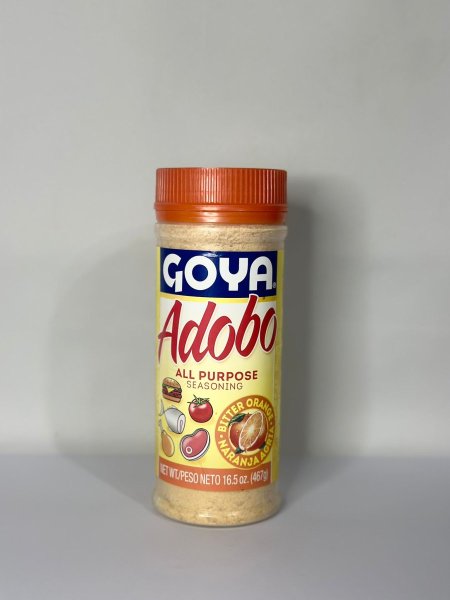 GOYA®
Adobo
ALL PURPOSE
SEASONING
BITTER ORANGE
NARANJA AGRIA
NET WT./PESO NETO 16.5 oz. (467g)